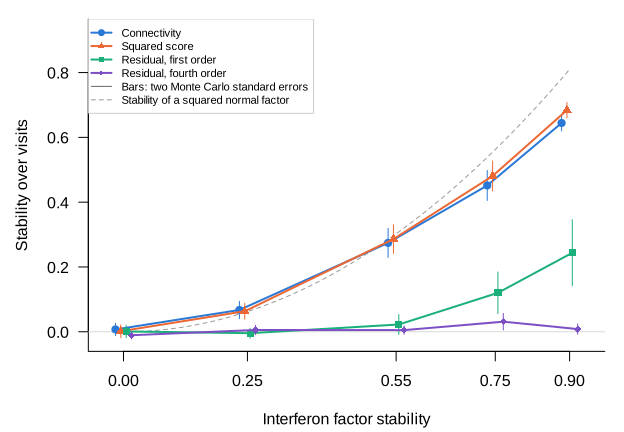 Connectivity
Squared score
Residual, first order
Residual, fourth order
Bars: two Monte Carlo standard errors
Stability of a squared normal factor
Stability over visits
0.8
0.6
0.4
0.2
0.0
0.00 0.25 0.55 0.75 0.90
Interferon factor stability